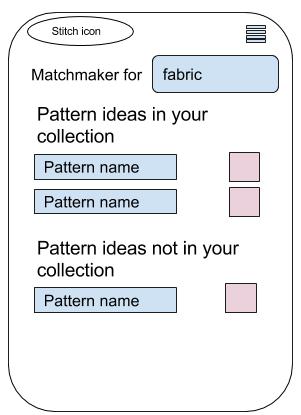 Stitch icon
Matchmaker for fabric
Pattern ideas in your
collection
Pattern name
Pattern name
Pattern ideas not in your
collection
Pattern name